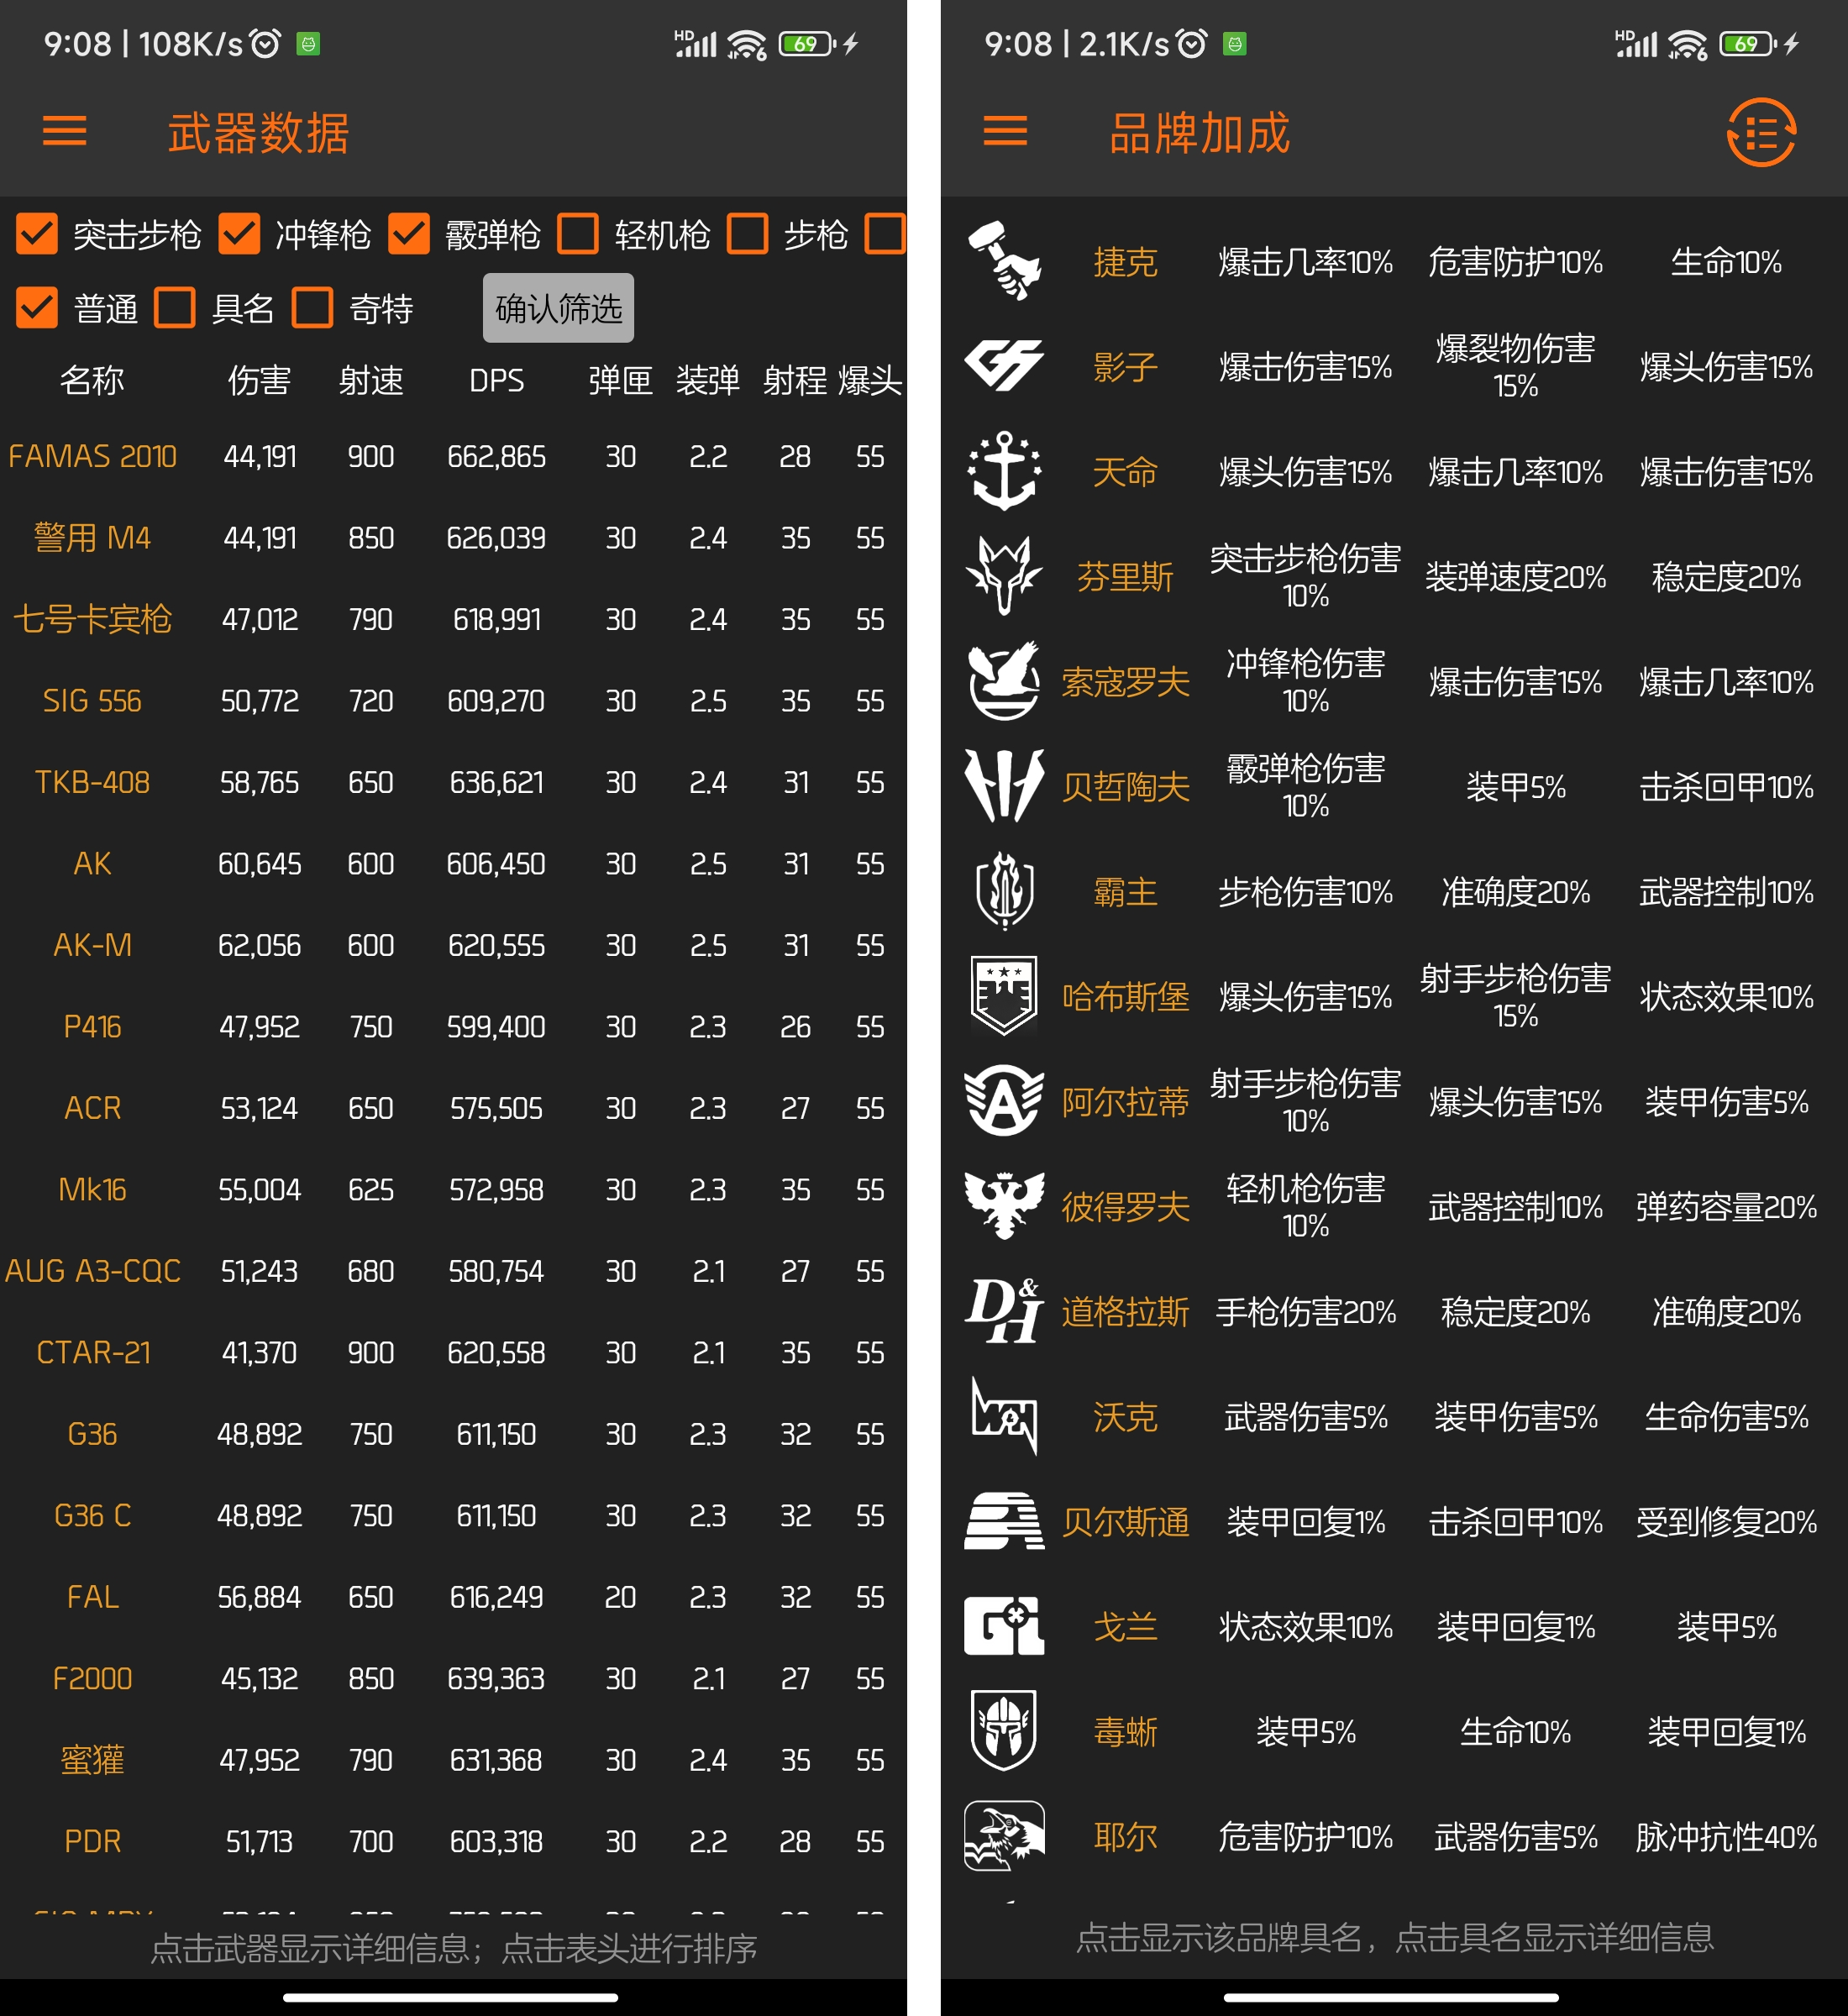 9:08 | 108K/s
HD
6
69
武器数据
突击步枪 冲锋枪 霰弹枪 轻机枪 步枪
普通 具名 奇特 确认筛选
名称 伤害 射速 DPS 弹匣 装弹 射程 爆头
FAMAS 2010 44,191 900 662,865 30 2.2 28 55
警用 M4 44,191 850 626,039 30 2.4 35 55
七号卡宾枪 47,012 790 618,991 30 2.4 35 55
SIG 556 50,772 720 609,270 30 2.5 35 55
TKB-408 58,765 650 636,621 30 2.4 31 55
AK 60,645 600 606,450 30 2.5 31 55
AK-M 62,056 600 620,555 30 2.5 31 55
P416 47,952 750 599,400 30 2.3 26 55
ACR 53,124 650 575,505 30 2.3 27 55
Mk16 55,004 625 572,958 30 2.3 35 55
AUG A3-CQC 51,243 680 580,754 30 2.1 27 55
CTAR-21 41,370 900 620,558 30 2.1 35 55
G36 48,892 750 611,150 30 2.3 32 55
G36 C 48,892 750 611,150 30 2.3 32 55
FAL 56,884 650 616,249 20 2.3 32 55
F2000 45,132 850 639,363 30 2.1 27 55
蜜獾 47,952 790 631,368 30 2.4 35 55
PDR 51,713 700 603,318 30 2.2 28 55
点击武器显示详细信息；点击表头进行排序
9:08 | 2.1K/s
HD
6
69
品牌加成
捷克 爆击几率10% 危害防护10% 生命10%
影子 爆击伤害15% 爆裂物伤害
15% 爆头伤害15%
天命 爆头伤害15% 爆击几率10% 爆击伤害15%
芬里斯 突击步枪伤害
10% 装弹速度20% 稳定度20%
索寇罗夫 冲锋枪伤害
10% 爆击伤害15% 爆击几率10%
贝哲陶夫 霰弹枪伤害
10% 装甲5% 击杀回甲10%
霸主 步枪伤害10% 准确度20% 武器控制10%
哈布斯堡 爆头伤害15% 射手步枪伤害
15% 状态效果10%
A
阿尔拉蒂 射手步枪伤害
10% 爆头伤害15% 装甲伤害5%
彼得罗夫 轻机枪伤害
10% 武器控制10% 弹药容量20%
D&H
道格拉斯 手枪伤害20% 稳定度20% 准确度20%
沃克 武器伤害5% 装甲伤害5% 生命伤害5%
贝尔斯通 装甲回复1% 击杀回甲10% 受到修复20%
戈兰 状态效果10% 装甲回复1% 装甲5%
毒蜥 装甲5% 生命10% 装甲回复1%
耶尔 危害防护10% 武器伤害5% 脉冲抗性40%
点击显示该品牌具名，点击具名显示详细信息